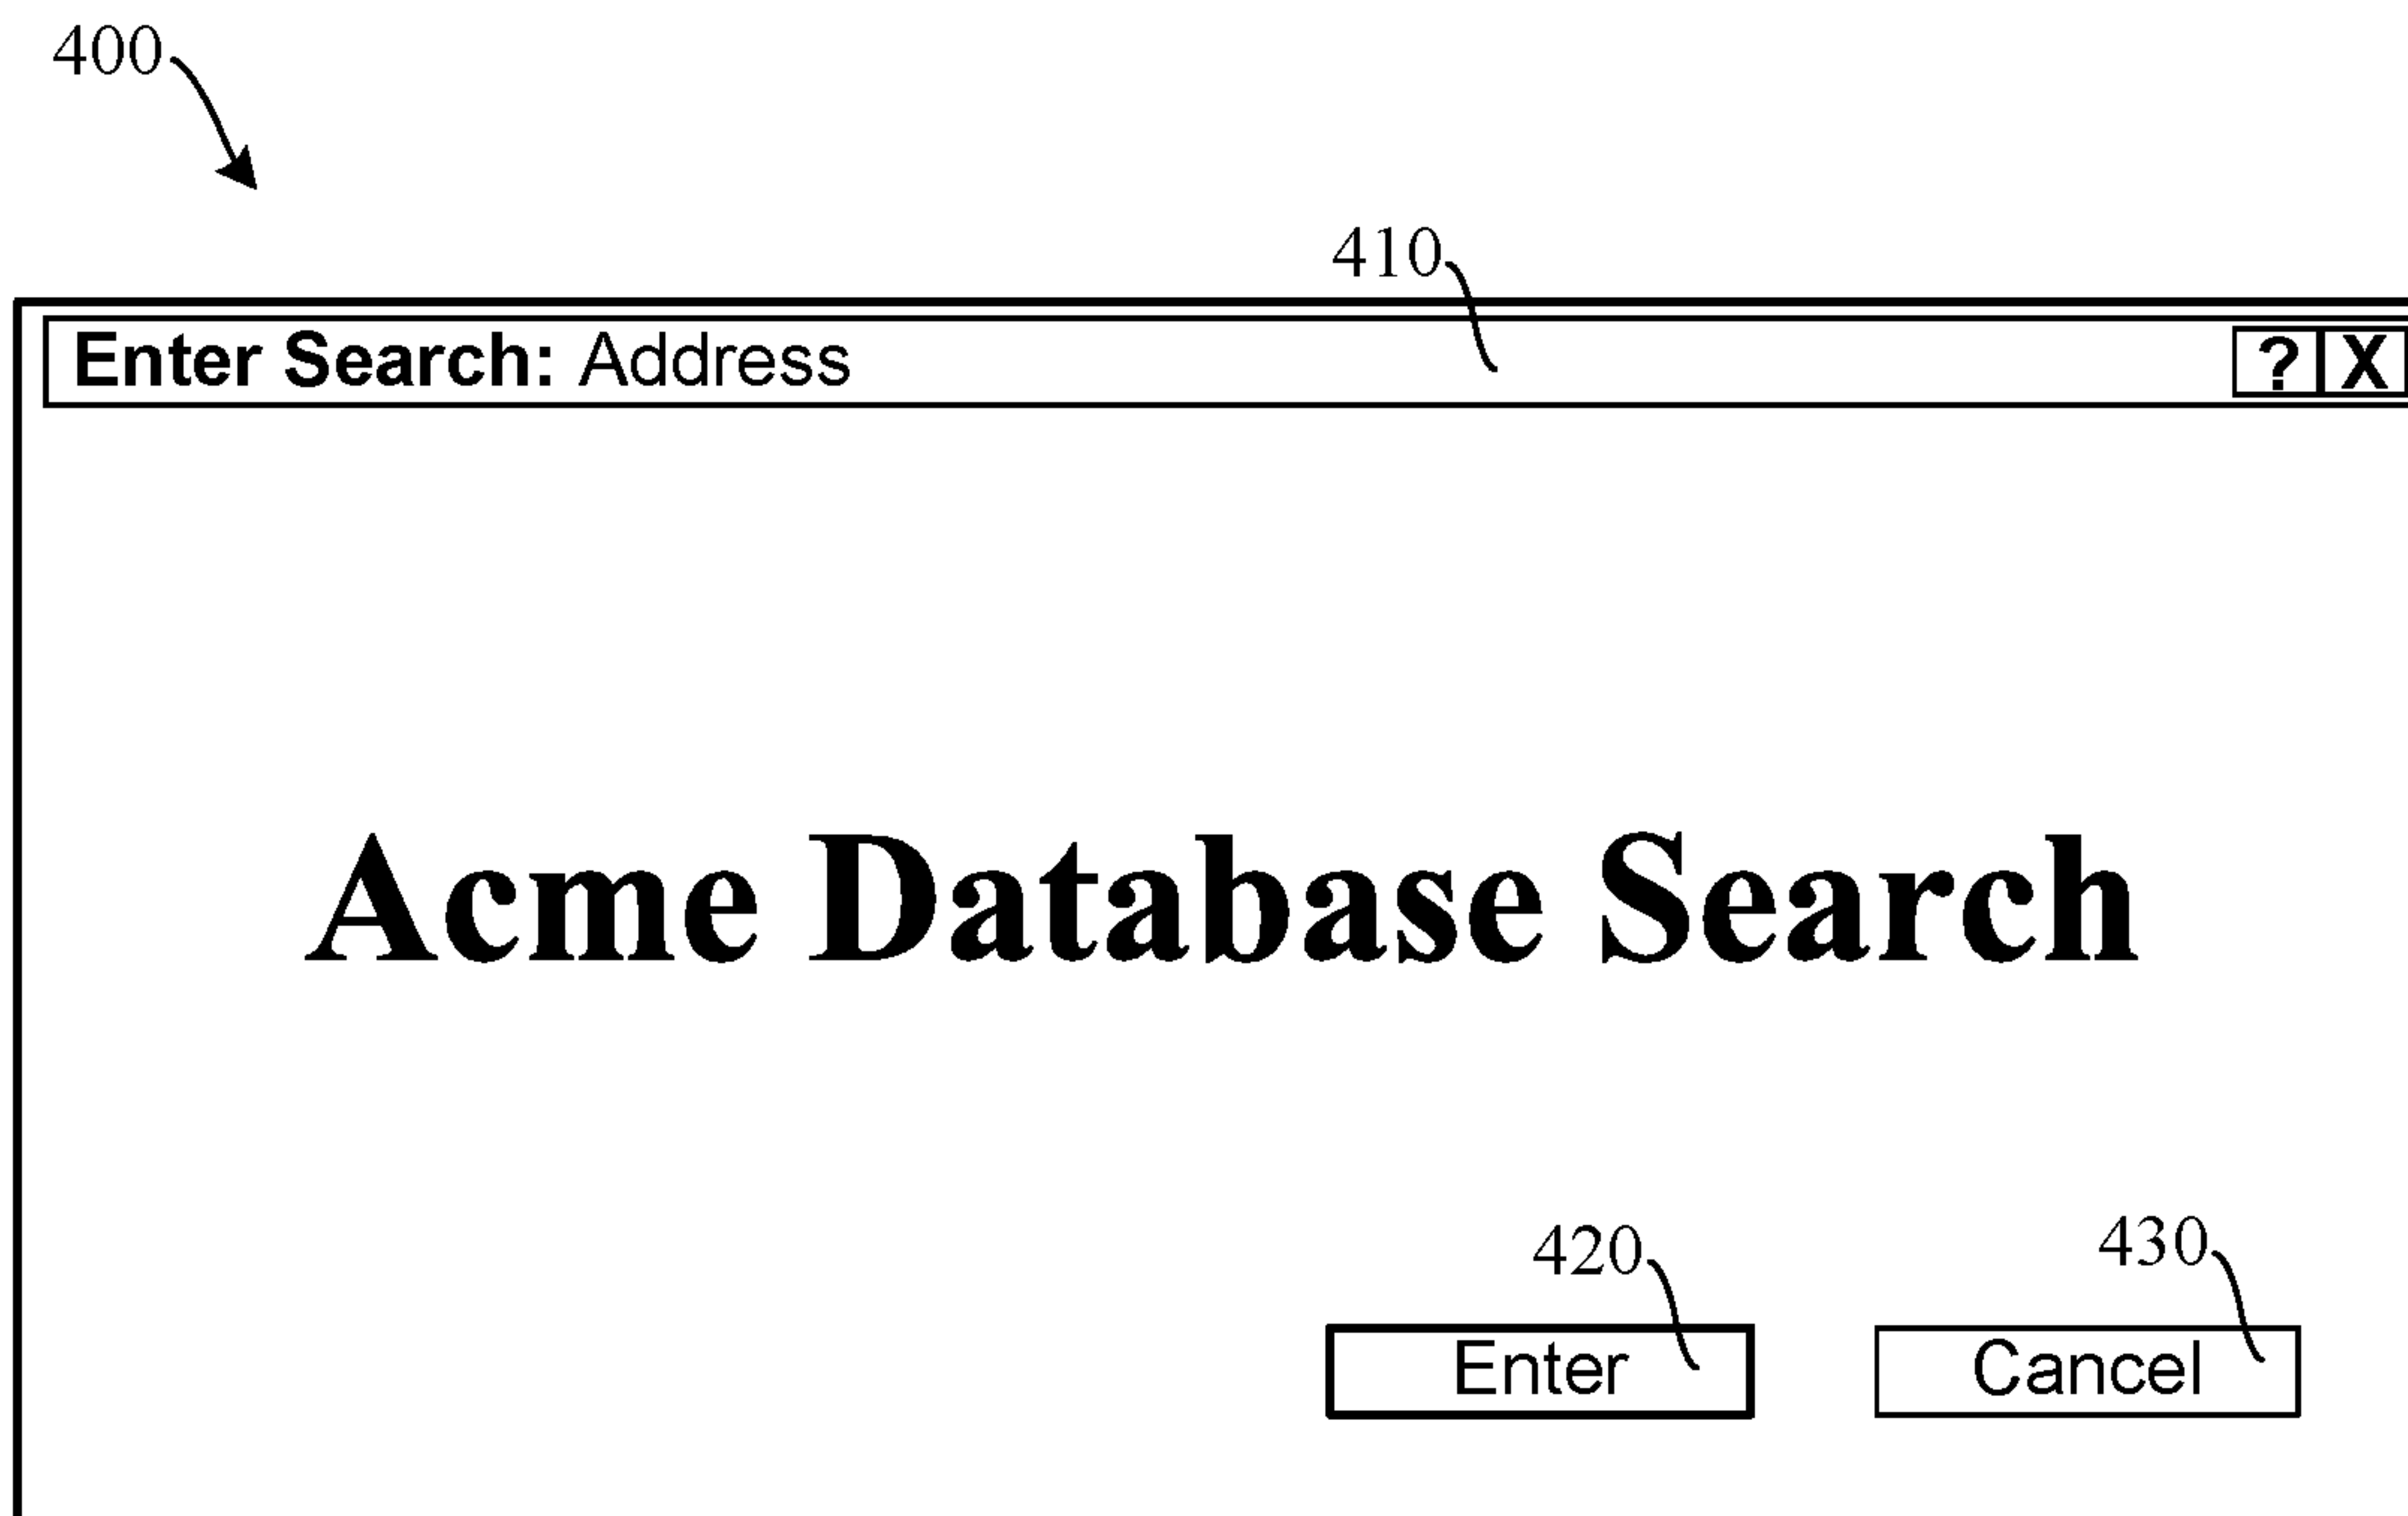 400
410
Enter Search: Address ? X
Acme Database Search
420 430
Enter Cancel